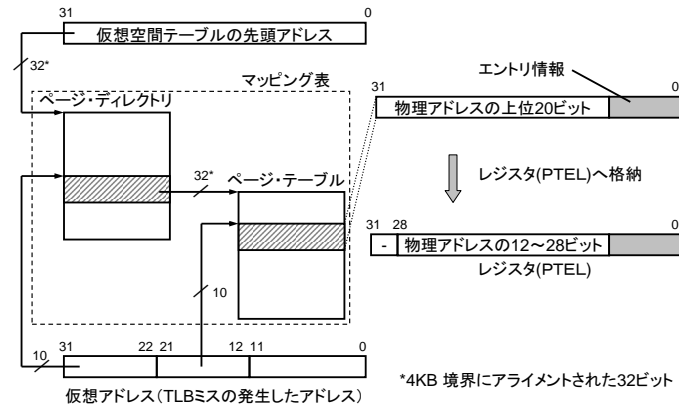 31
0
仮想空間テーブルの先頭アドレス
32*
マッピング表
ページ・ディレクトリ
32*
ページ・テーブル
10
10
31
22
21
12
11
0
仮想アドレス(TLBミスの発生したアドレス)
エントリ情報
31
0
物理アドレスの上位20ビット
レジスタ(PTEL)へ格納
31
28
0
-
物理アドレスの12~28ビット
レジスタ(PTEL)
*4KB 境界にアライメントされた32ビット